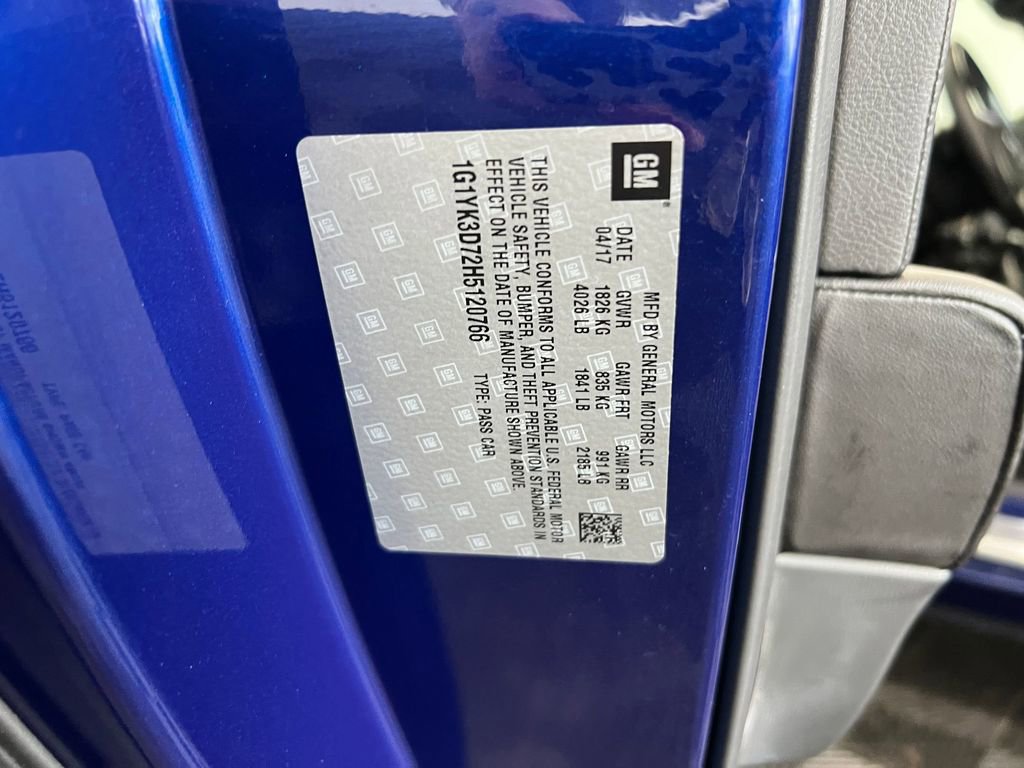 GM
MFD BY GENERAL MOTORS LLC
DATE GVWR GAWR FRT GAWR RR
04/17 1826 KG 835 KG 991 KG
4026 LB 1841 LB 2185 LB
THIS VEHICLE CONFORMS TO ALL APPLICABLE U.S. FEDERAL MOTOR
VEHICLE SAFETY, BUMPER, AND THEFT PREVENTION STANDARDS IN
EFFECT ON THE DATE OF MANUFACTURE SHOWN ABOVE.
1G1YK3D72H5120766 TYPE: PASS CAR